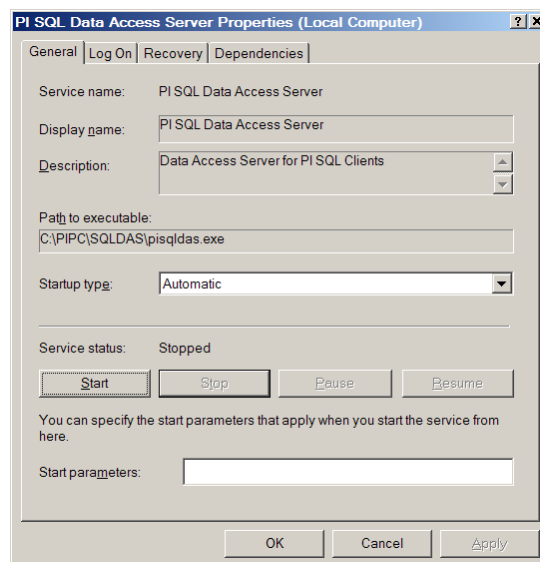 PI SQL Data Access Server Properties (Local Computer)
General Log On Recovery Dependencies
Service name: PI SQL Data Access Server
Display name: PI SQL Data Access Server
Description: Data Access Server for PI SQL Clients
Path to executable:
C:\PIPC\SQLDAS\pisqldas.exe
Startup type: Automatic
Service status: Stopped
Start Stop Pause Resume
You can specify the start parameters that apply when you start the service from
here.
Start parameters:
OK Cancel Apply